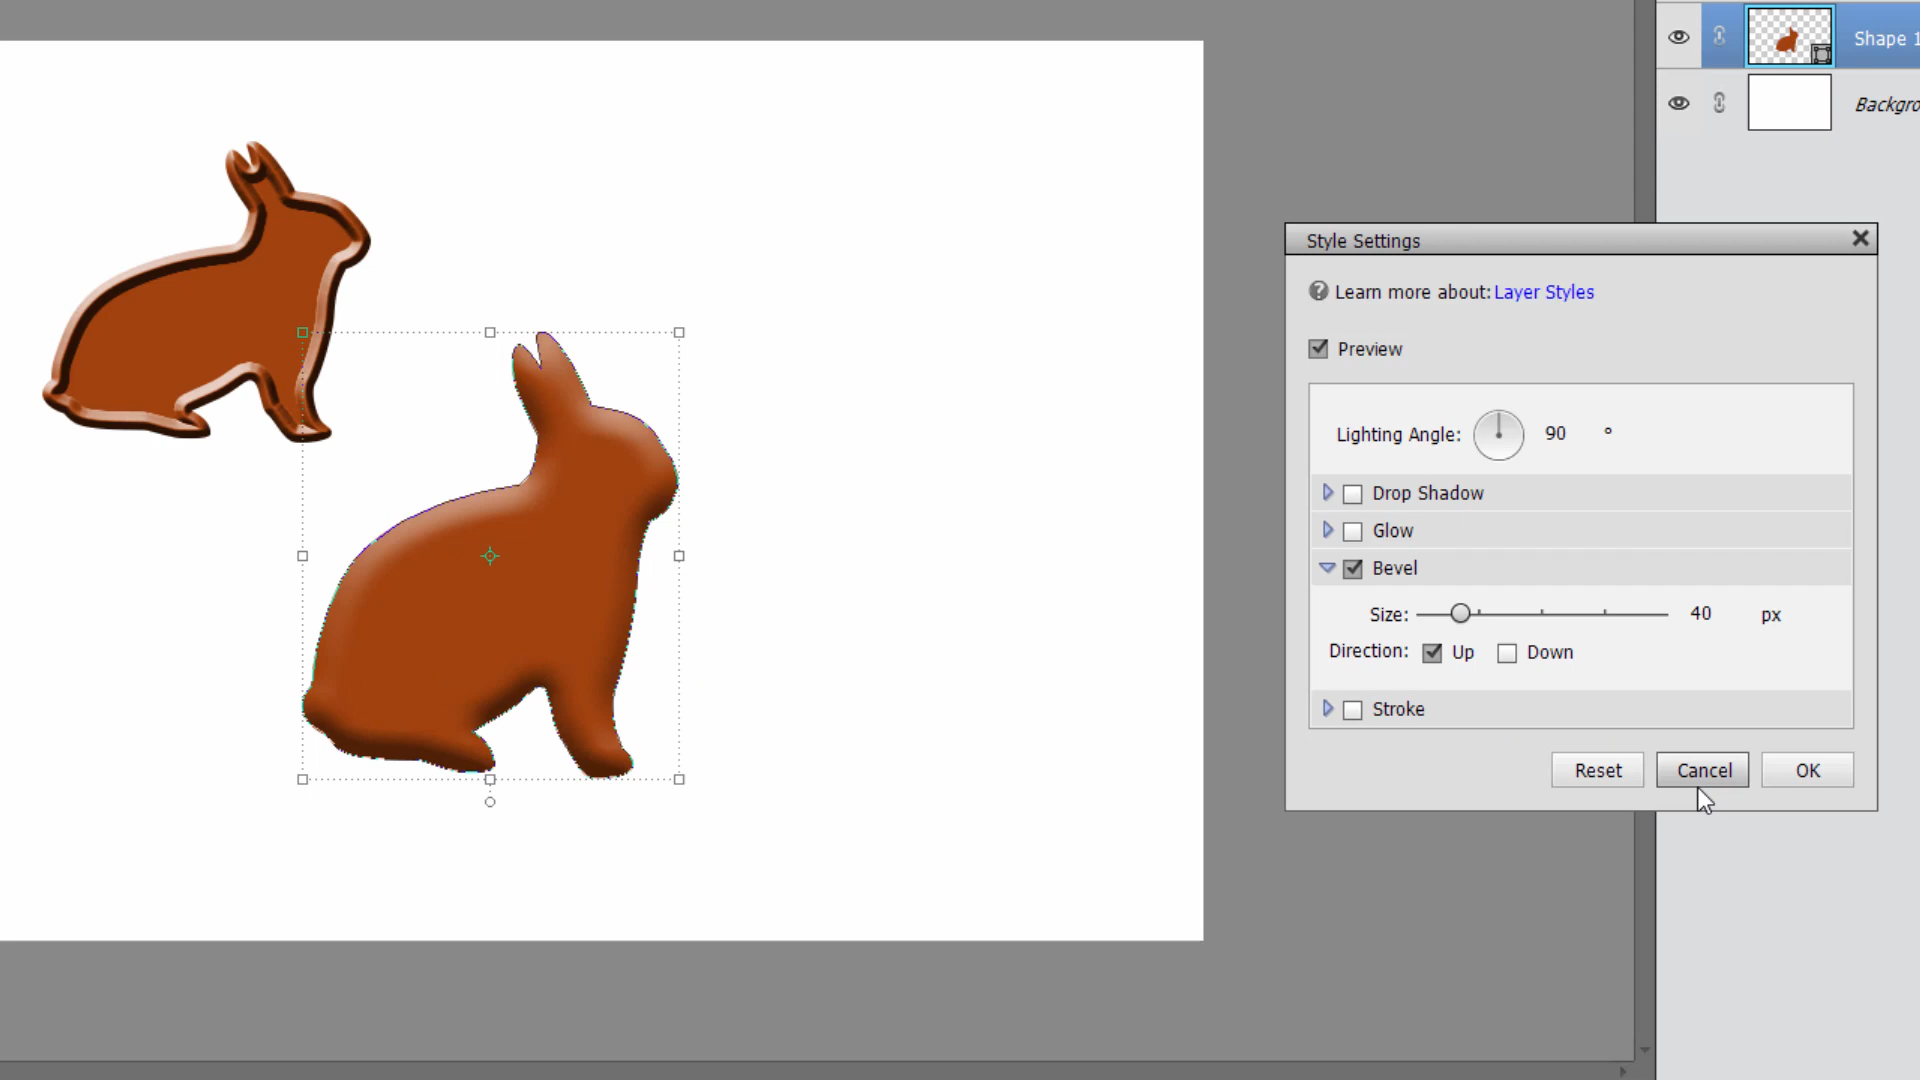 Shape 1
Backgro
Style Settings
Learn more about: Layer Styles
Preview
Lighting Angle: 90 °
Drop Shadow
Glow
Bevel
Size: 40 px
Direction: Up Down
Stroke
Reset Cancel OK